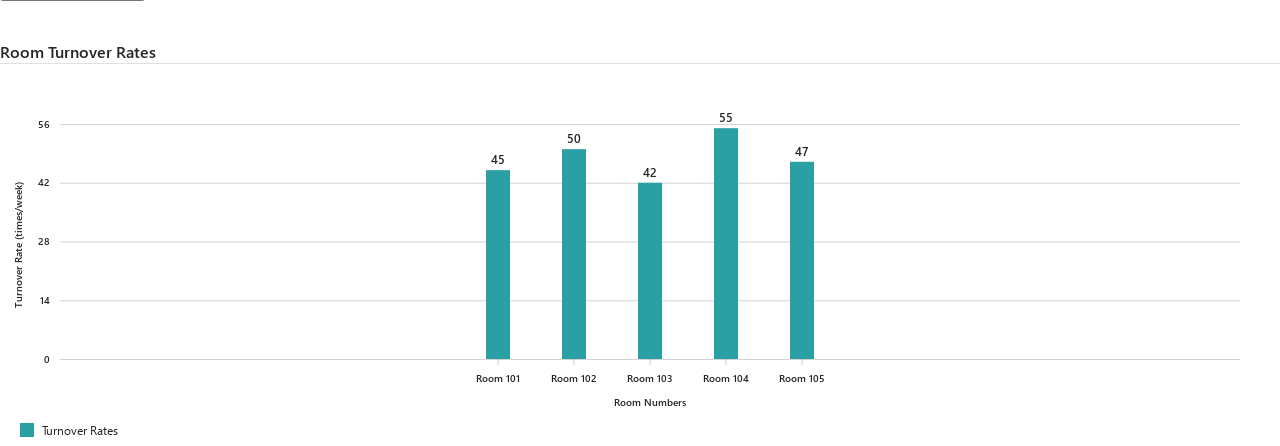 Room Turnover Rates
56
42
28
14
0
Turnover Rate (times/week)
45
50
42
55
47
Room 101
Room 102
Room 103
Room 104
Room 105
Room Numbers
Turnover Rates